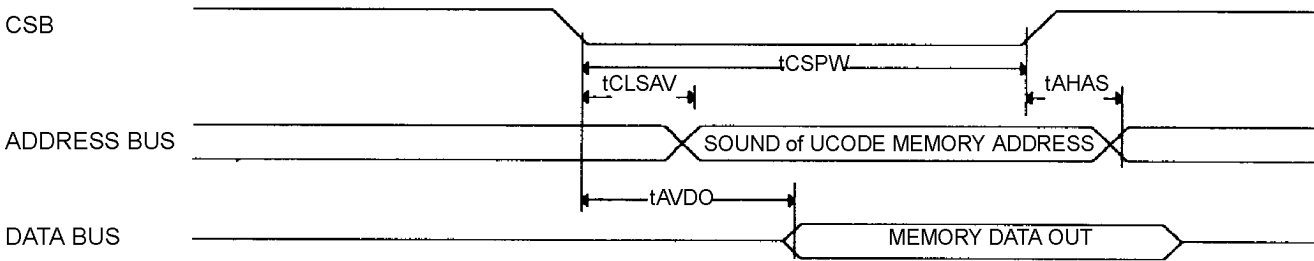 CSB
tCSPW
tCLSAV
tAHAS
ADDRESS BUS
SOUND of UCODE MEMORY ADDRESS
tAVDO
DATA BUS
MEMORY DATA OUT